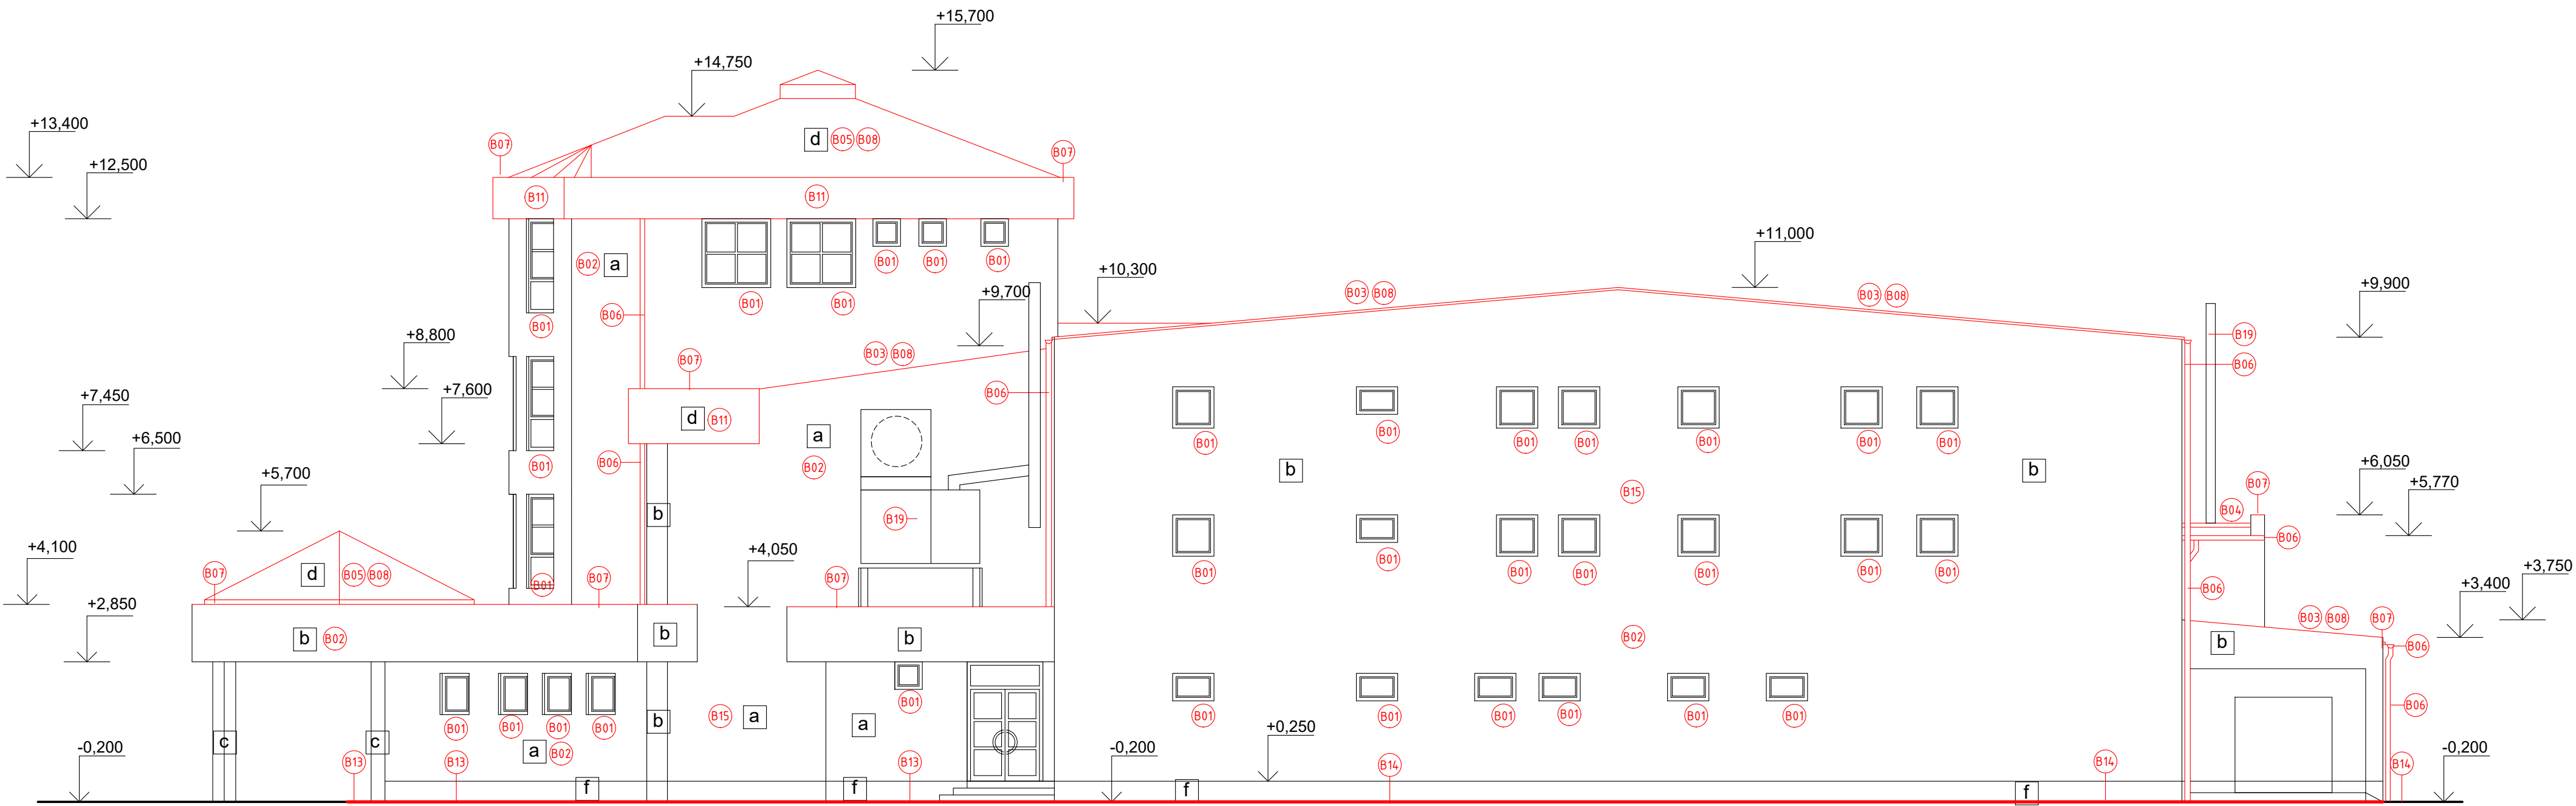 +15,700
+14,750
+13,400
d B05 B08
B07
B07
+12,500
B11
B11
+11,000
B02 a
B01 B01 B01
+10,300
+9,700
B03 B08
B03 B08
B01 B01
+9,900
B06
B01
B19
+8,800
B07
B03 B08
B06
B06
+7,600
+7,450
d B11
a
B01 B01 B01 B01 B01 B01 B01
+6,500
B06
B01
B02
b
b
+6,050
+5,770
B07
+5,700
B15
b
B19
B04
B06
+4,100
+4,050
B07
d B05 B08
B01
B07
B07
B01 B01 B01 B01 B01 B01 B01
B06
+3,750
+3,400
+2,850
B03 B08
B07
b B02
b
b
B02
b
B06
B01
B01 B01 B01 B01
B15 a
a
b
B01 B01 B01 B01 B01 B01
B06
+0,250
c
c
a B02
-0,200
-0,200
-0,200
B13
B13
B13
B14
B14
B14
f
f
f
f